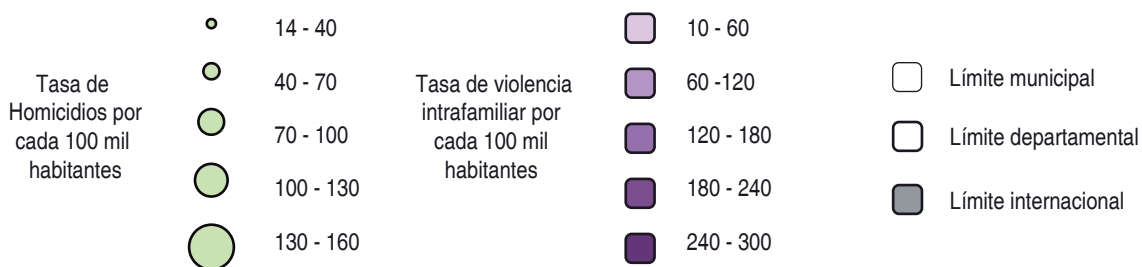 Tasa de
Homicidios por
cada 100 mil
habitantes
14 - 40
40 - 70
70 - 100
100 - 130
130 - 160
Tasa de violencia
intrafamiliar por
cada 100 mil
habitantes
10 - 60
60 -120
120 - 180
180 - 240
240 - 300
Límite municipal
Límite departamental
Límite internacional